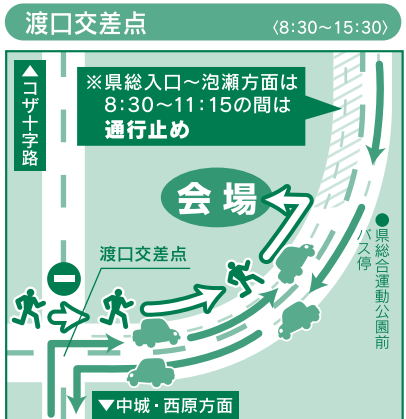 渡口交差点
〈8:30～15:30〉
▲コザ十字路
※県総入口～泡瀬方面は
8:30～11:15の間は
通行止め
会場
渡口交差点
●県総合運動公園前
バス停
▼中城・西原方面